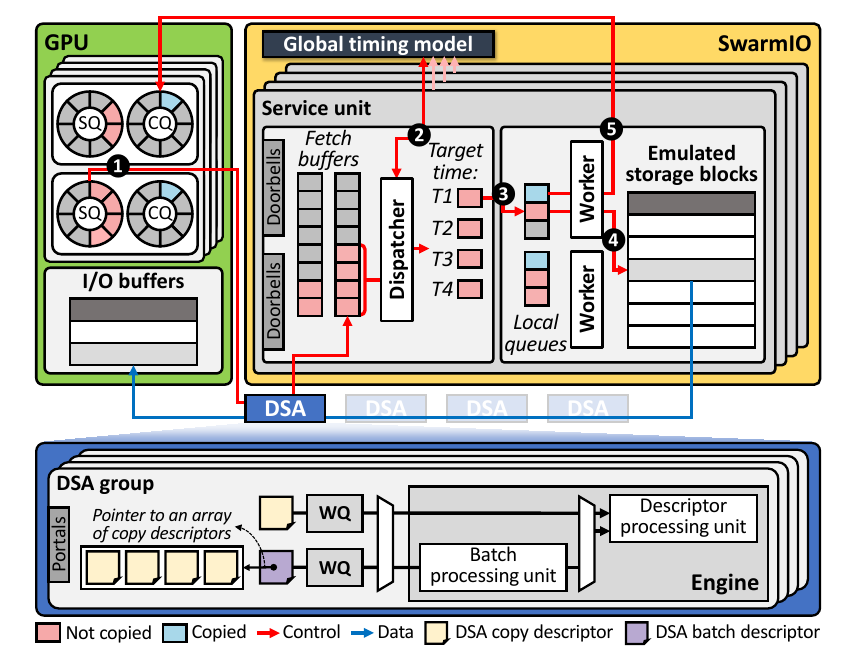 GPU
Global timing model
SwarmIO
Service unit
SQ
CQ
1
SQ
CQ
I/O buffers
Doorbells
Doorbells
Fetch
buffers
2
Dispatcher
Target
time:
T1
T2
T3
T4
3
Local
queues
Worker
Worker
5
4
Emulated
storage blocks
DSA
DSA
DSA
DSA
DSA group
Portals
Pointer to an array
of copy descriptors
WQ
WQ
Batch
processing unit
Descriptor
processing unit
Engine
Not copied
Copied
Control
Data
DSA copy descriptor
DSA batch descriptor